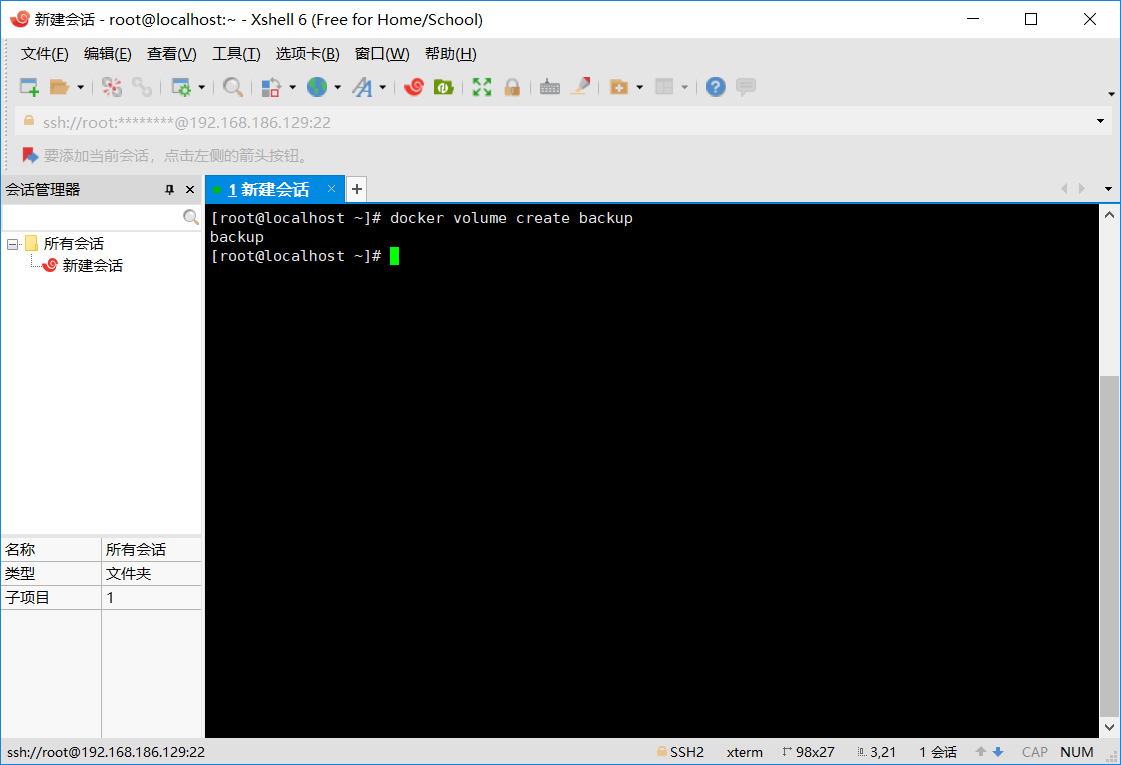 新建会话 - root@localhost:~ - Xshell 6 (Free for Home/School)
文件(F) 编辑(E) 查看(V) 工具(T) 选项卡(B) 窗口(W) 帮助(H)
ssh://root:********@192.168.186.129:22
要添加当前会话，点击左侧的箭头按钮。
会话管理器
1 新建会话
[root@localhost ~]# docker volume create backup
backup
[root@localhost ~]#
所有会话
新建会话
名称 所有会话
类型 文件夹
子项目 1
ssh://root@192.168.186.129:22 SSH2 xterm 98x27 3,21 1 会话 CAP NUM